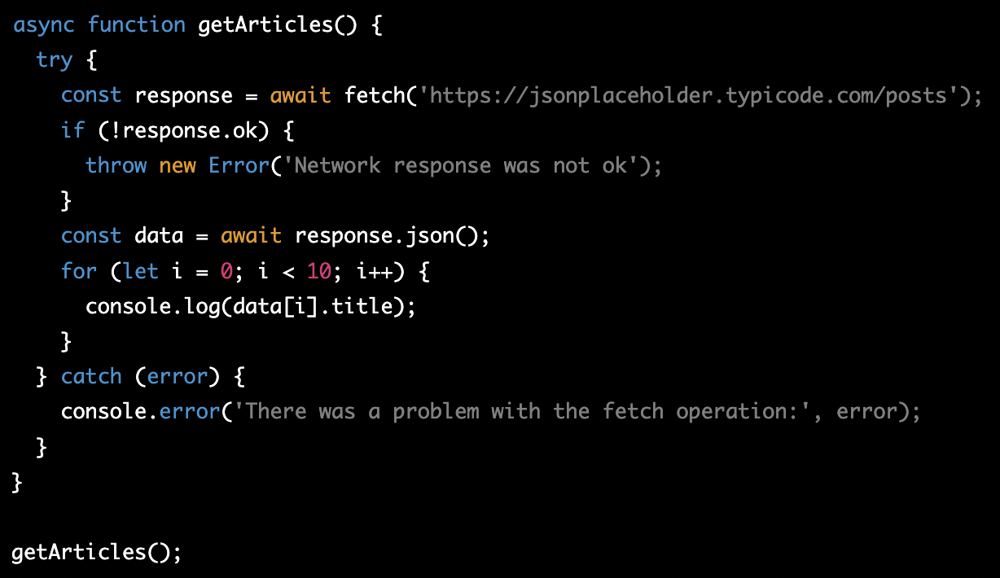 async function getArticles() {
  try {
    const response = await fetch('https://jsonplaceholder.typicode.com/posts');
    if (!response.ok) {
      throw new Error('Network response was not ok');
    }
    const data = await response.json();
    for (let i = 0; i < 10; i++) {
      console.log(data[i].title);
    }
  } catch (error) {
    console.error('There was a problem with the fetch operation:', error);
  }
}

getArticles();